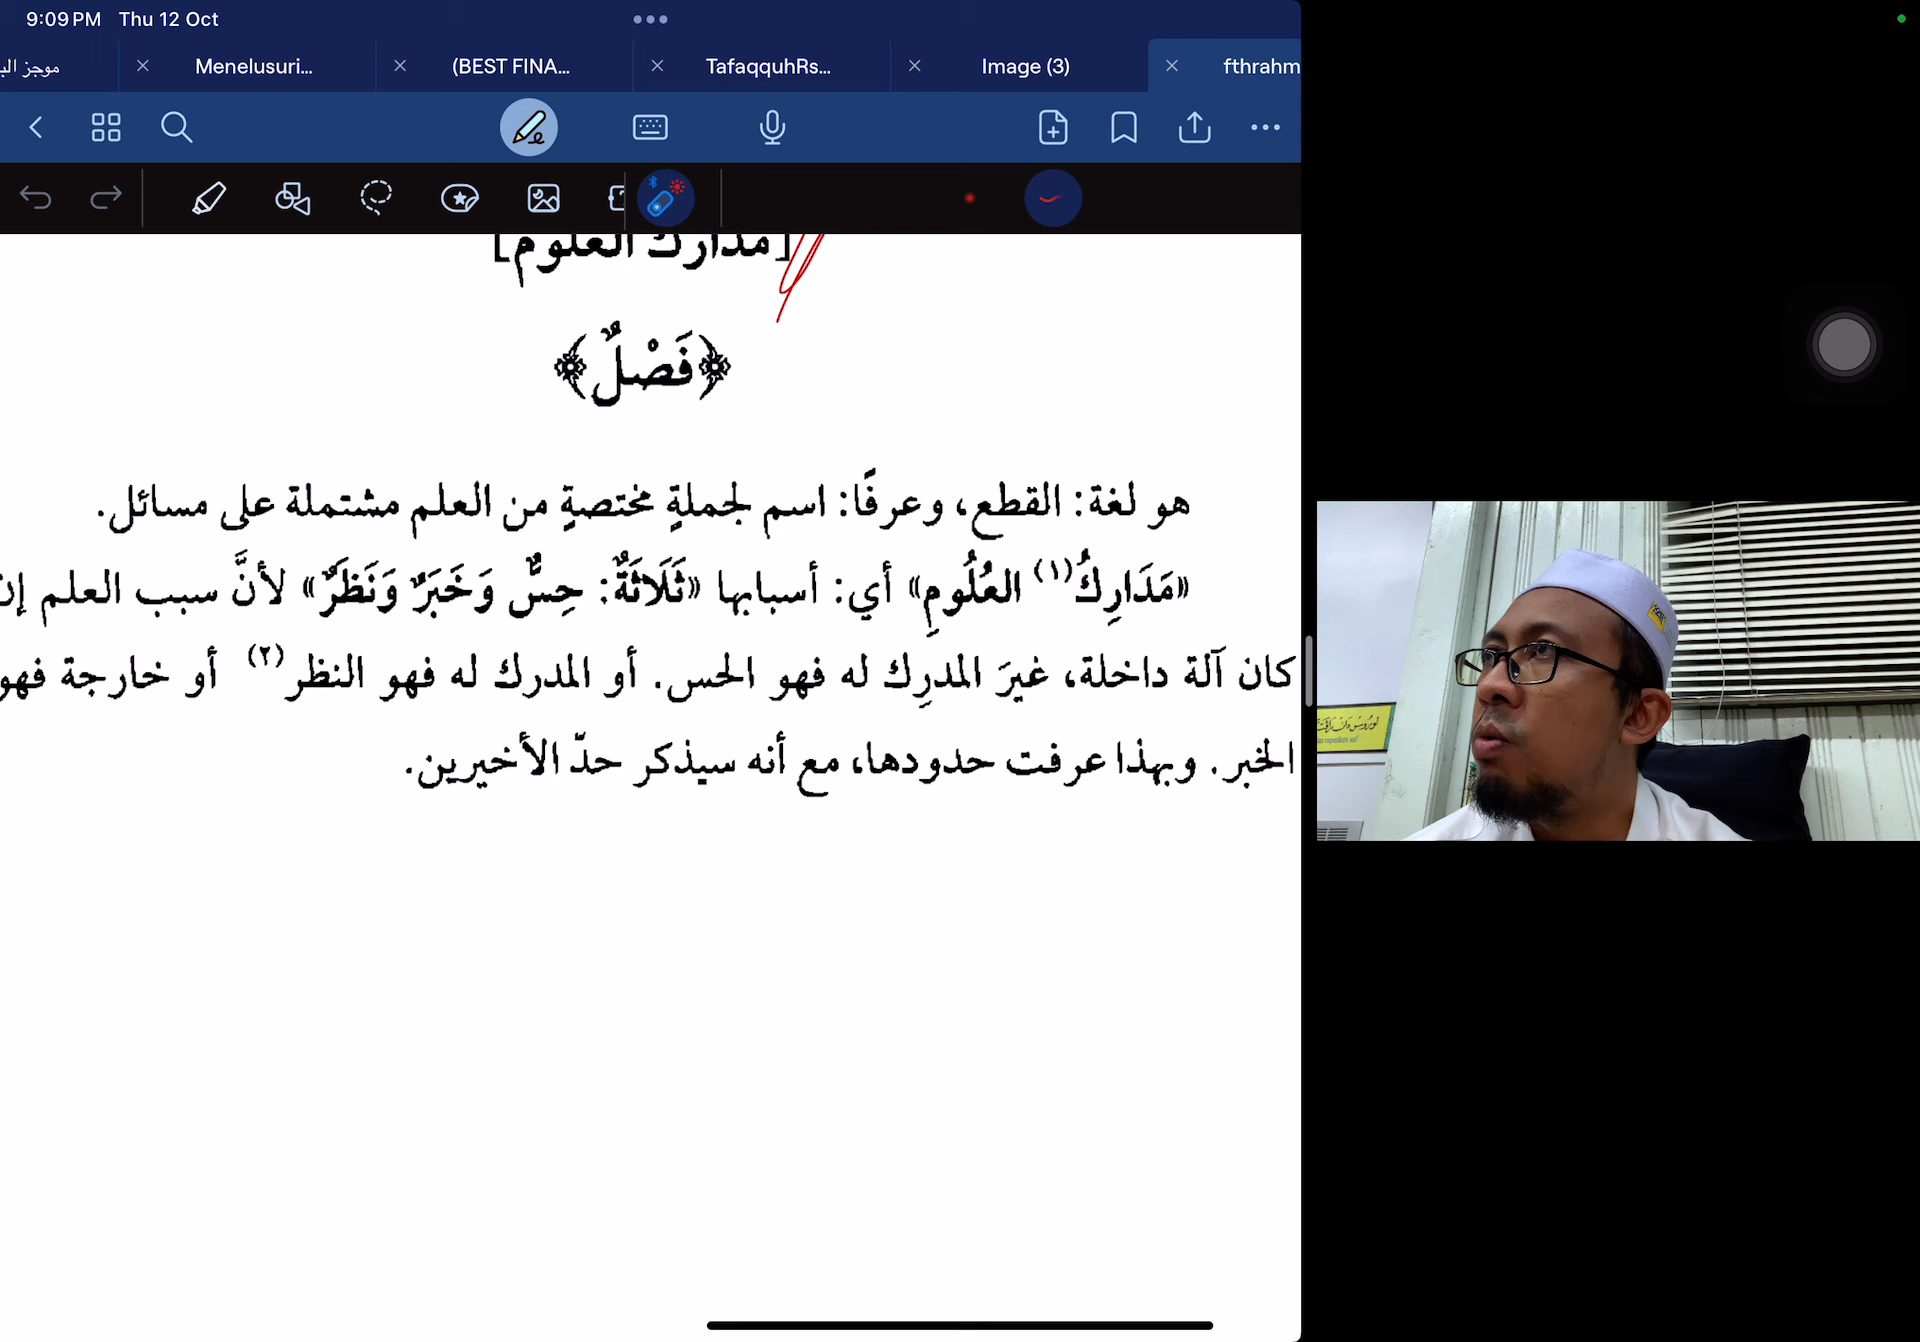 9:09 PM Thu 12 Oct
موجز الب
Menelusuri...
(BEST FINA...
TafaqquhRs...
Image (3)
fthrahm
[مدارك العلوم]
﴿فَصْلٌ﴾
هو لغة: القطع، وعرفًا: اسم لجملةٍ مختصةٍ من العلم مشتملة على مسائل.
«مَدَارِكُ(١) العُلُومِ» أي: أسبابها «ثَلَاثَةٌ: حِسٌّ وَخَبَرٌ وَنَظَرٌ» لأنَّ سبب العلم إن
كان آلة داخلة، غيرَ المدرِك له فهو الحس. أو المدرك له فهو النظر(٢) أو خارجة فهو
الخبر. وبهذا عرفت حدودها، مع أنه سيذكر حدّ الأخيرين.